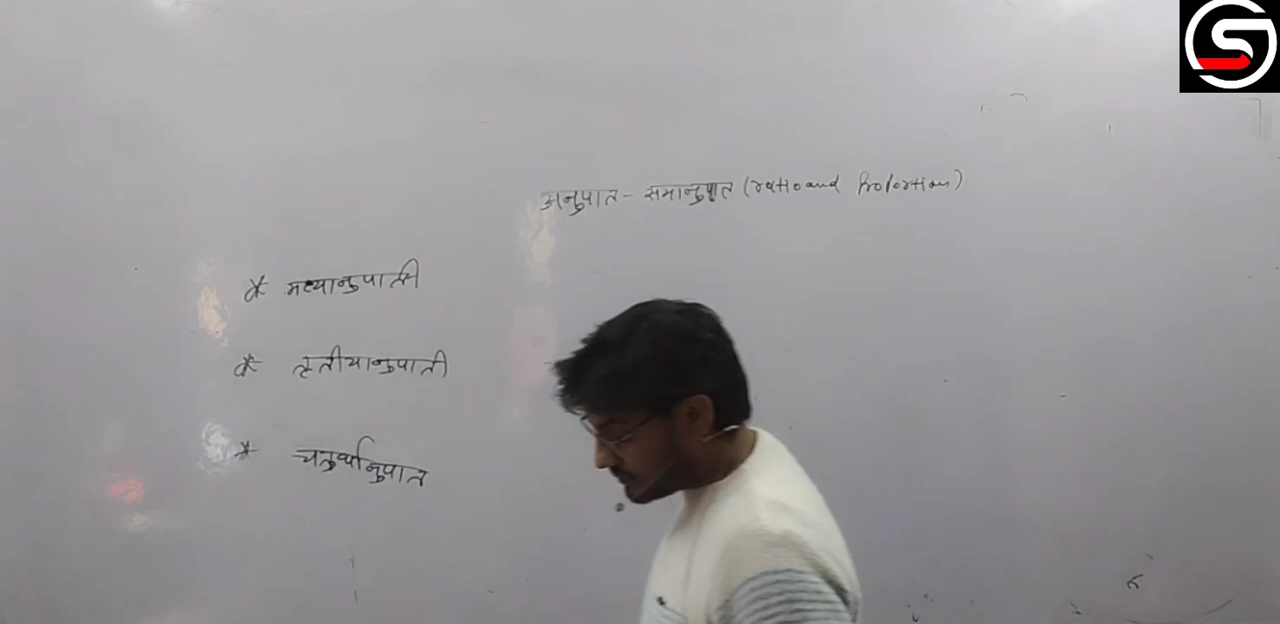 अनुपात - समानुपात (ratio and Proportion)
* मध्यानुपाती
* तृतीयानुपाती
* चतुर्थानुपात